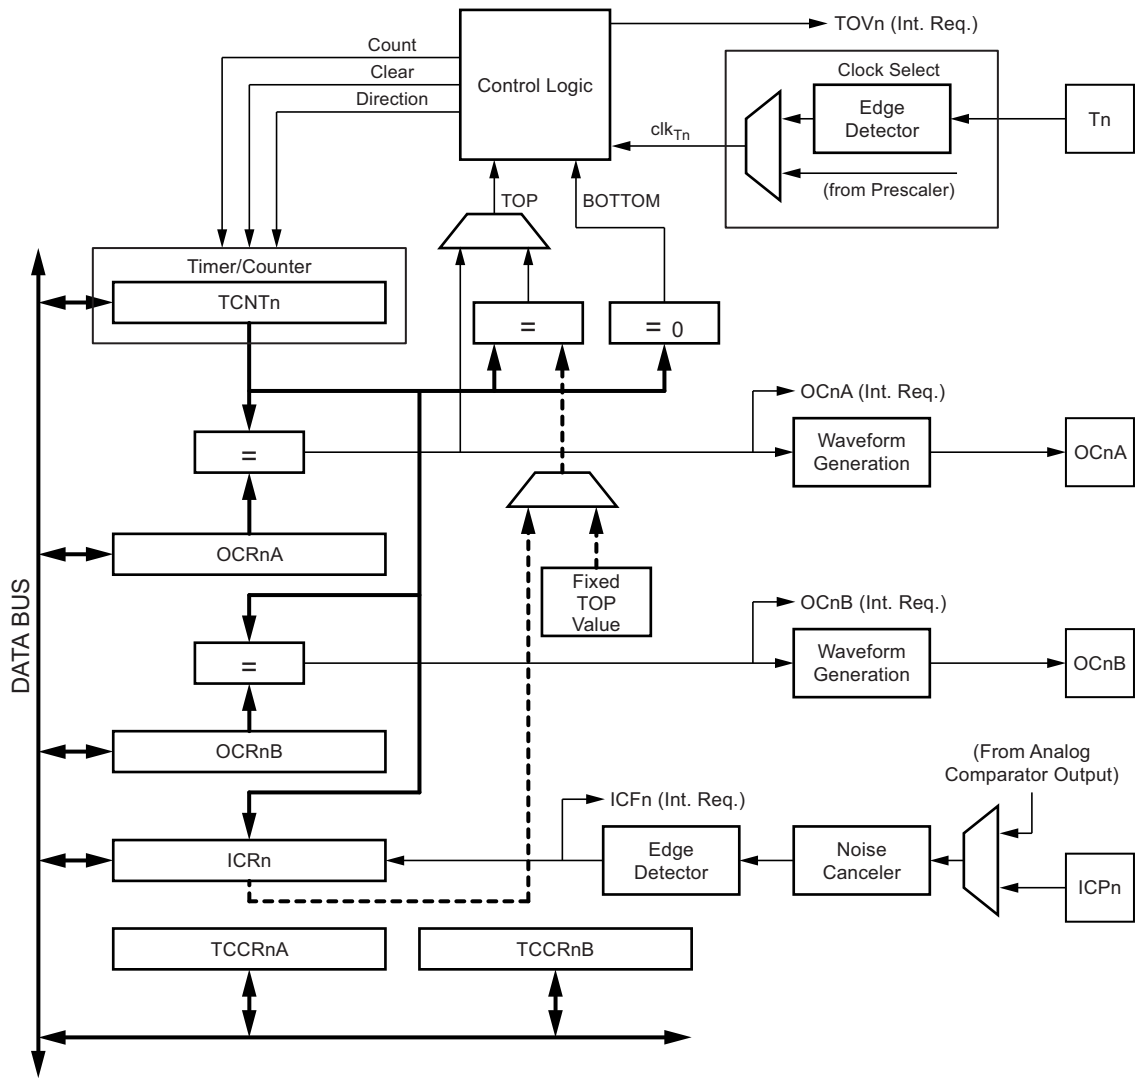 TOVn (Int. Req.)
Count
Clear
Direction
Control Logic
Clock Select
Edge
Detector
Tn
clkTn
(from Prescaler)
TOP
BOTTOM
Timer/Counter
TCNTn
=
= 0
OCnA (Int. Req.)
=
Waveform
Generation
OCnA
OCRnA
Fixed
TOP
Value
DATA BUS
OCnB (Int. Req.)
=
Waveform
Generation
OCnB
OCRnB
(From Analog
Comparator Output)
ICFn (Int. Req.)
ICRn
Edge
Detector
Noise
Canceler
ICPn
TCCRnA
TCCRnB